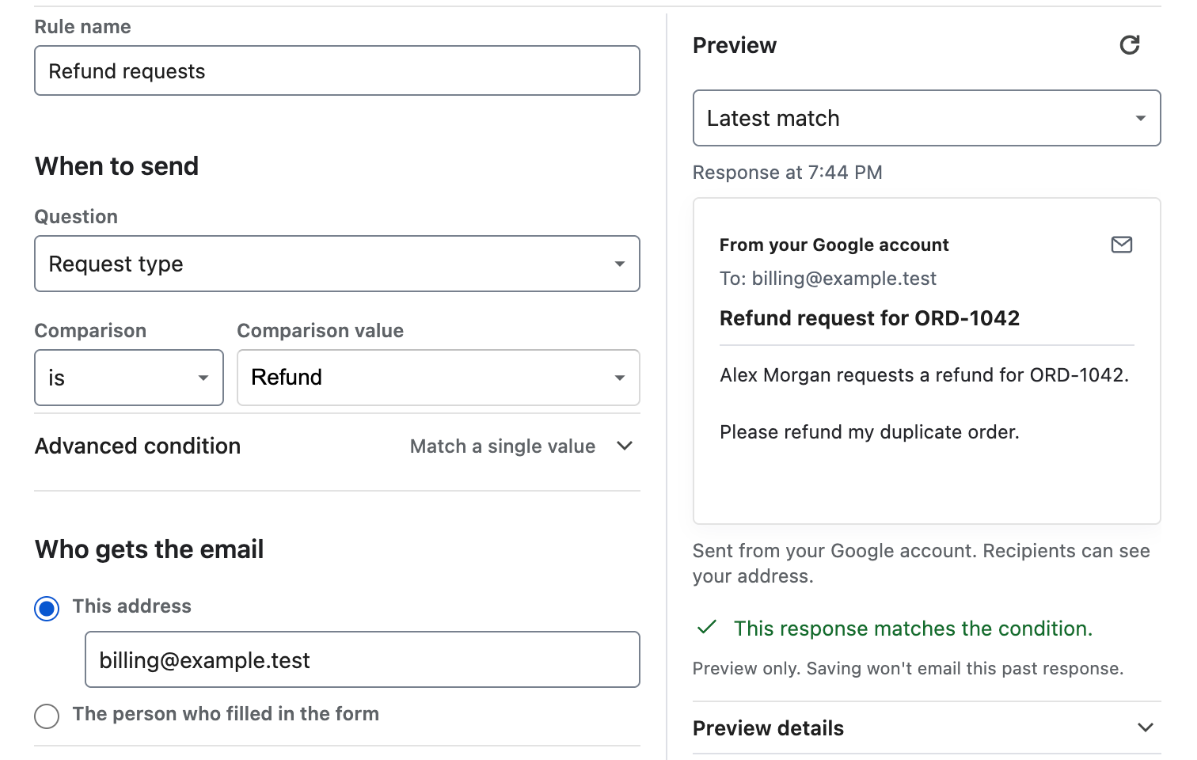 Rule name
Refund requests
When to send
Question
Request type
Comparison
Comparison value
is
Refund
Advanced condition
Match a single value
Who gets the email
This address
billing@example.test
The person who filled in the form
Preview
Latest match
Response at 7:44 PM
From your Google account
To: billing@example.test
Refund request for ORD-1042
Alex Morgan requests a refund for ORD-1042.
Please refund my duplicate order.
Sent from your Google account. Recipients can see
your address.
This response matches the condition.
Preview only. Saving won't email this past response.
Preview details